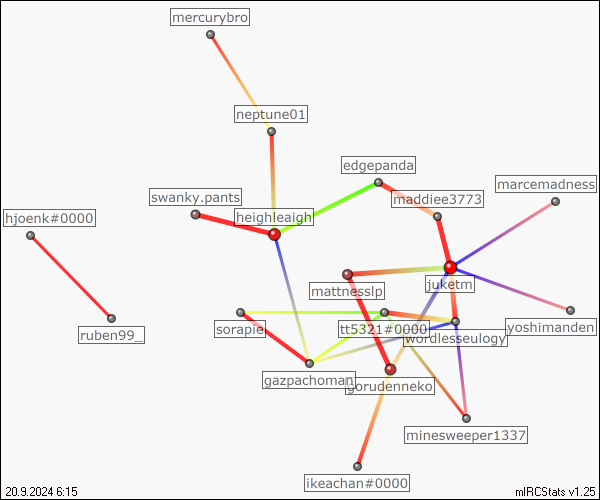 mercurybro
neptune01
edgepanda
marcemadness
swanky.pants
maddiee3773
hjoenk#0000
heighleaigh
juketm
mattnesslp
ruben99_
sorapie
tt5321#0000
yoshimanden
wordlesseulogy
gazpachoman
gorudenneko
minesweeper1337
ikeachan#0000
20.9.2024 6:15
mIRCStats v1.25